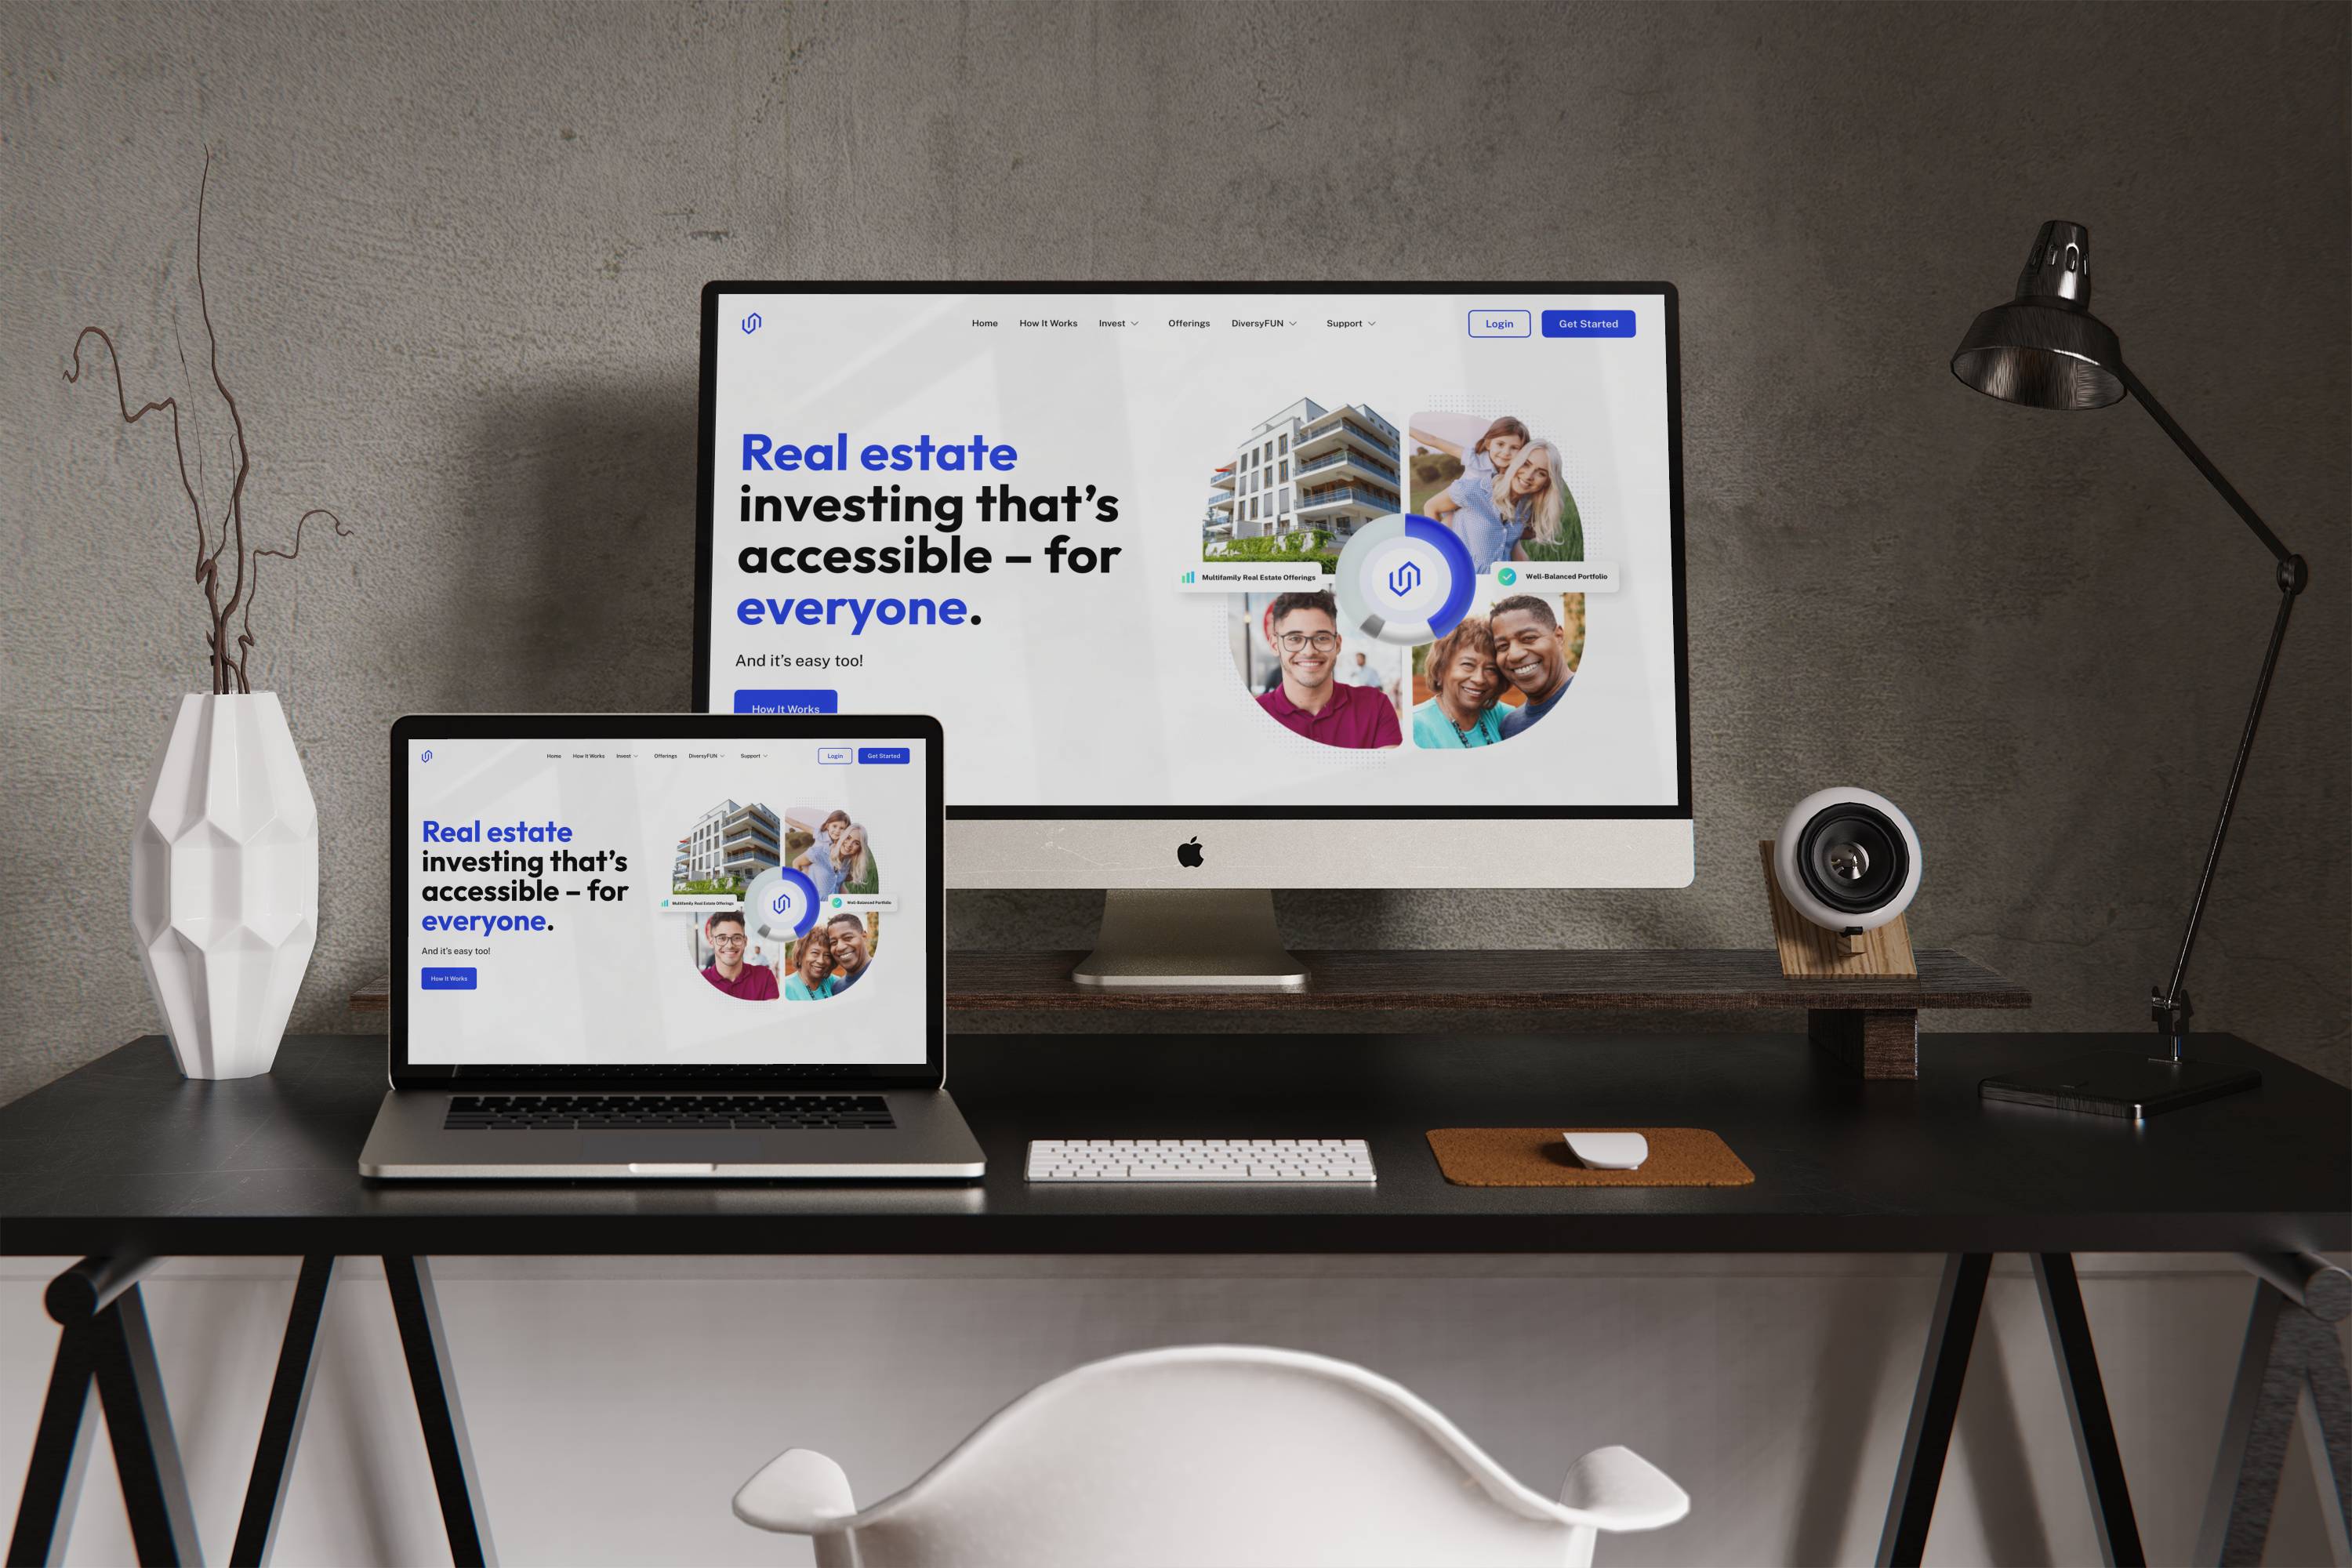 Home How It Works Invest Offerings DiversyFUN Support Login Get Started
Real estate
investing that's
accessible – for
everyone.
And it's easy too!
How It Works
Multifamily Real Estate Offerings
Well-Balanced Portfolio
Home How It Works Invest Offerings DiversyFUN Support Login Get Started
Real estate
investing that's
accessible – for
everyone.
And it's easy too!
How It Works
Multifamily Real Estate Offerings
Well-Balanced Portfolio